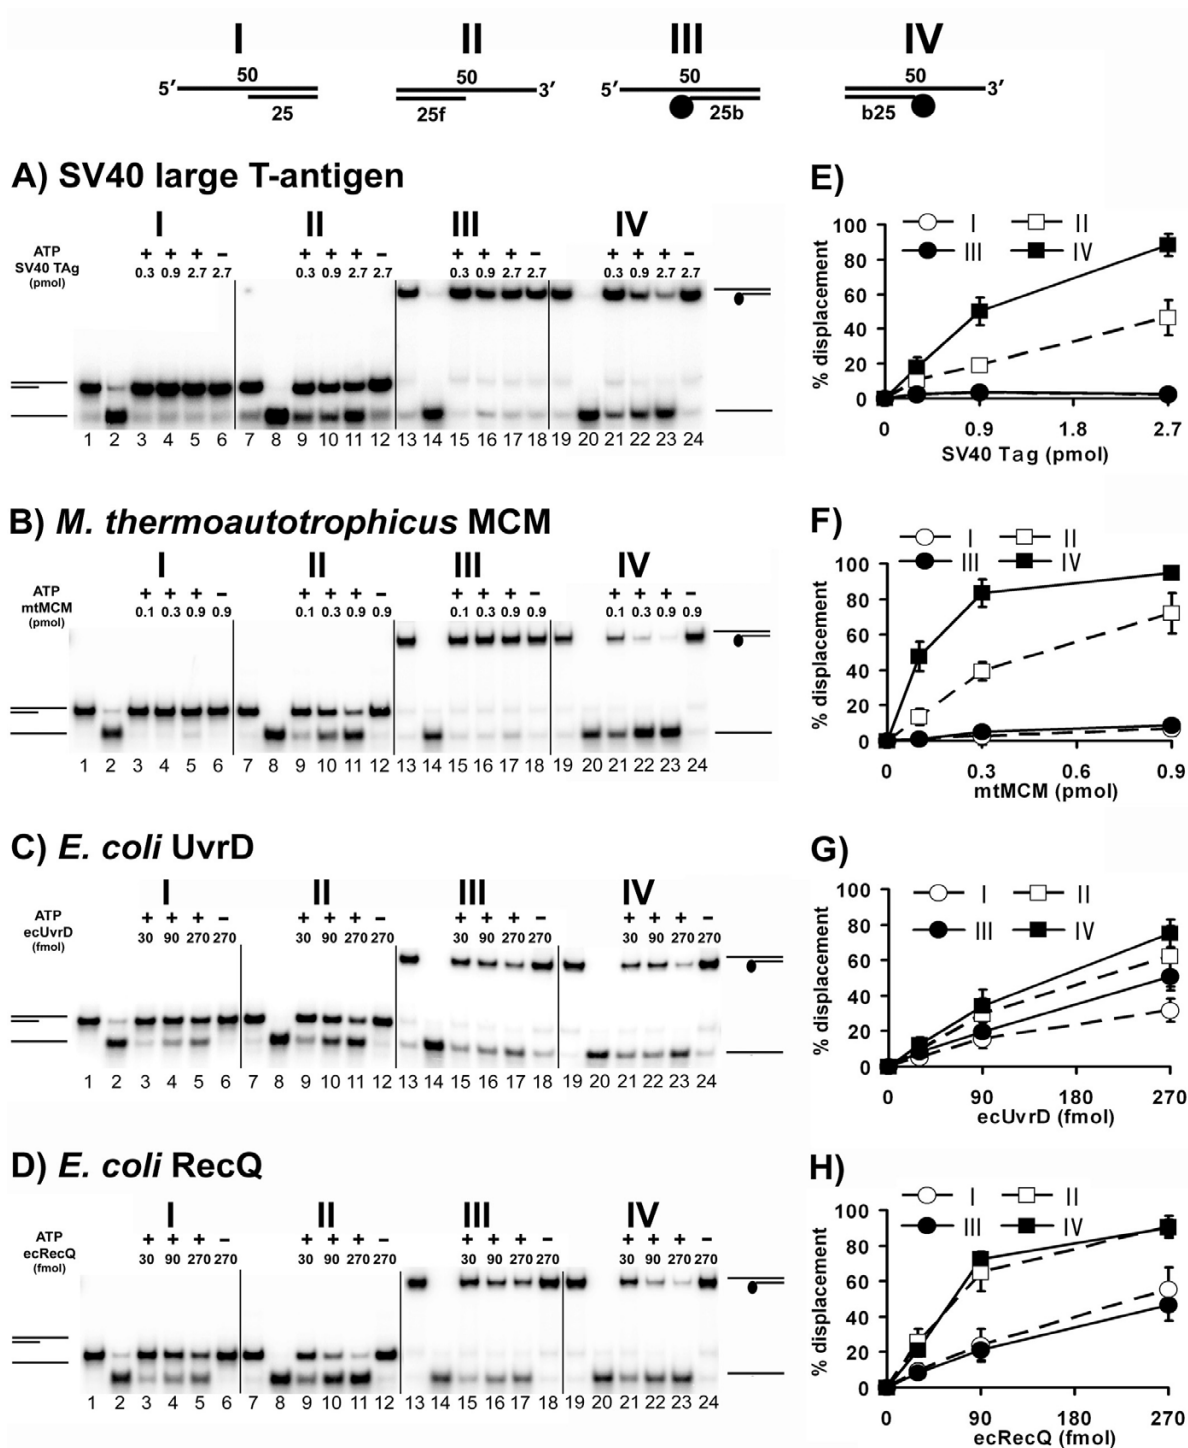 I II III IV
5′ 50 25
50 3′ 25f
5′ 50 25b
50 3′ b25
A) SV40 large T-antigen
I II III IV
ATP + + + − + + + − + + + − + + + −
SV40 TAg 0.3 0.9 2.7 2.7 0.3 0.9 2.7 2.7 0.3 0.9 2.7 2.7 0.3 0.9 2.7 2.7
(pmol)
1 2 3 4 5 6 7 8 9 10 11 12 13 14 15 16 17 18 19 20 21 22 23 24
E)
I II
III IV
% displacement
100
80
60
40
20
0
0 0.9 1.8 2.7
SV40 Tag (pmol)
B) M. thermoautotrophicus MCM
I II III IV
ATP + + + − + + + − + + + − + + + −
mtMCM 0.1 0.3 0.9 0.9 0.1 0.3 0.9 0.9 0.1 0.3 0.9 0.9 0.1 0.3 0.9 0.9
(pmol)
1 2 3 4 5 6 7 8 9 10 11 12 13 14 15 16 17 18 19 20 21 22 23 24
F)
I II
III IV
% displacement
100
80
60
40
20
0
0 0.3 0.6 0.9
mtMCM (pmol)
C) E. coli UvrD
I II III IV
ATP + + + − + + + − + + + − + + + −
ecUvrD 30 90 270 270 30 90 270 270 30 90 270 270 30 90 270 270
(fmol)
1 2 3 4 5 6 7 8 9 10 11 12 13 14 15 16 17 18 19 20 21 22 23 24
G)
I II
III IV
% displacement
100
80
60
40
20
0
0 90 180 270
ecUvrD (fmol)
D) E. coli RecQ
I II III IV
ATP + + + − + + + − + + + − + + + −
ecRecQ 30 90 270 270 30 90 270 270 30 90 270 270 30 90 270 270
(fmol)
1 2 3 4 5 6 7 8 9 10 11 12 13 14 15 16 17 18 19 20 21 22 23 24
H)
I II
III IV
% displacement
100
80
60
40
20
0
0 90 180 270
ecRecQ (fmol)